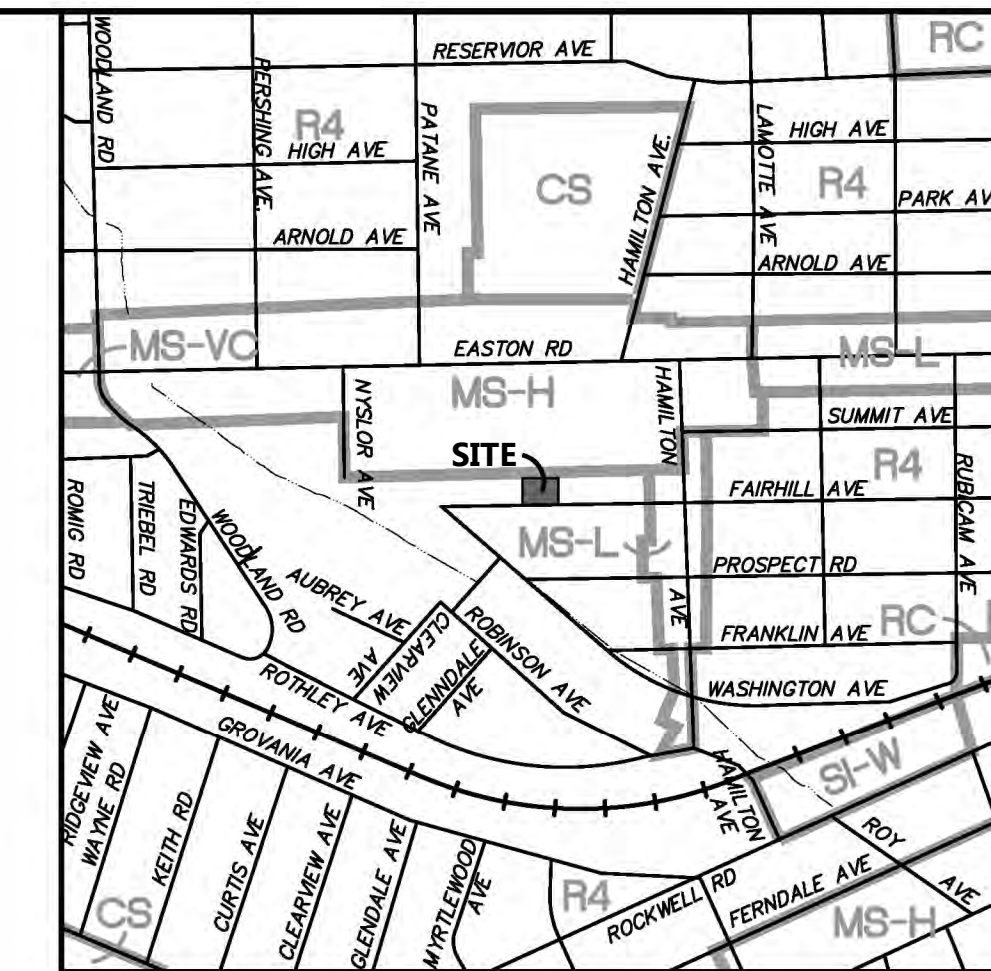 RESERVIOR AVE
RC
WOODLAND RD
PERSHING AVE.
R4
HIGH AVE
PATANE AVE
CS
HAMILTON AVE.
LAMOTTE AVE
HIGH AVE
R4
PARK AV
ARNOLD AVE
ARNOLD AVE
MS-VC
EASTON RD
MS-L
MS-H
NYSLOR AVE
HAMILTON
SUMMIT AVE
SITE
R4
FAIRHILL AVE
RUBICAM AVE
ROMIG RD
TRIEBEL RD
EDWARDS RD
WOODLAND RD
MS-L
PROSPECT RD
AUBREY AVE
AVE
RC
CLEARVIEW
AVE
ROBINSON AVE
FRANKLIN AVE
GLENNDALE
AVE
ROTHLEY AVE
WASHINGTON AVE
GROVANIA AVE
RIDGEVIEW AVE
WAYNE RD
KEITH RD
CURTIS AVE
CLEARVIEW AVE
GLENDALE AVE
MYRTLEWOOD
AVE
HAMILTON
AVE
SI-W
ROY
AVE
R4
ROCKWELL RD
FERNDALE AVE
MS-H
CS